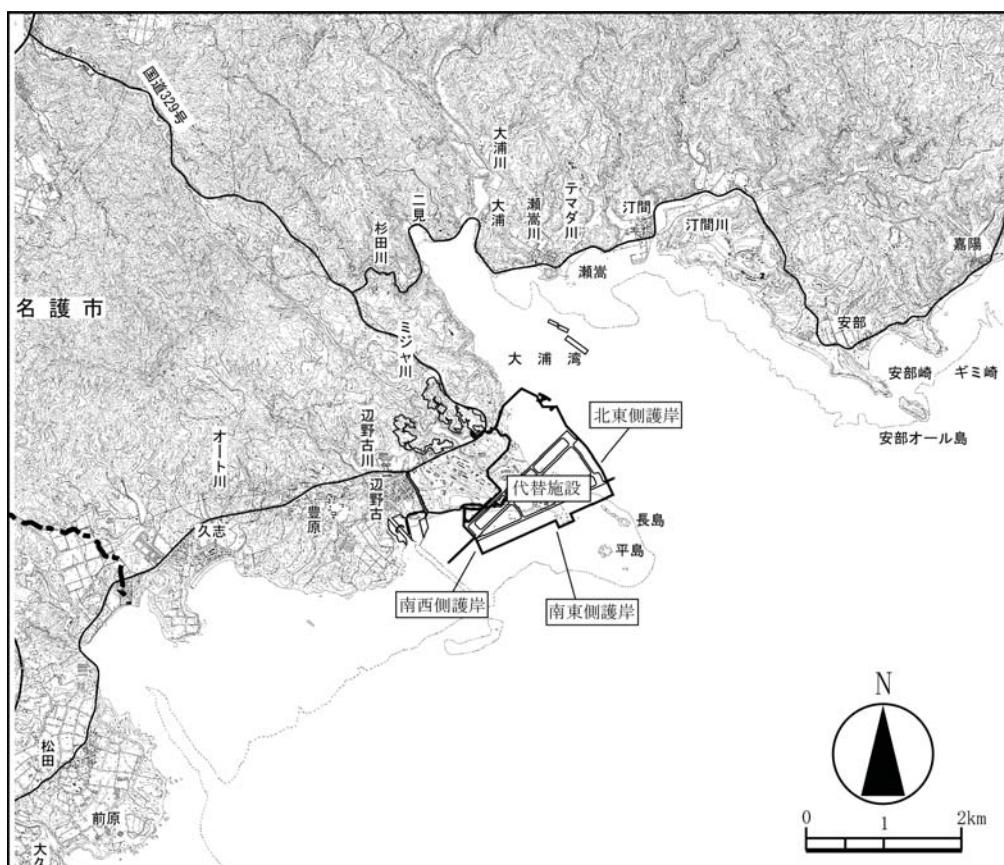 国道329号
大浦川
二見
大浦
瀬嵩川
テマダ川
汀間
汀間川
杉田川
瀬嵩
嘉陽
名護市
ミジャ川
大浦湾
安部
安部崎
ギミ崎
安部オール島
北東側護岸
辺野古川
オート川
辺野古
代替施設
豊原
久志
長島
平島
南西側護岸
南東側護岸
松田
前原
大久
N
0 1 2km